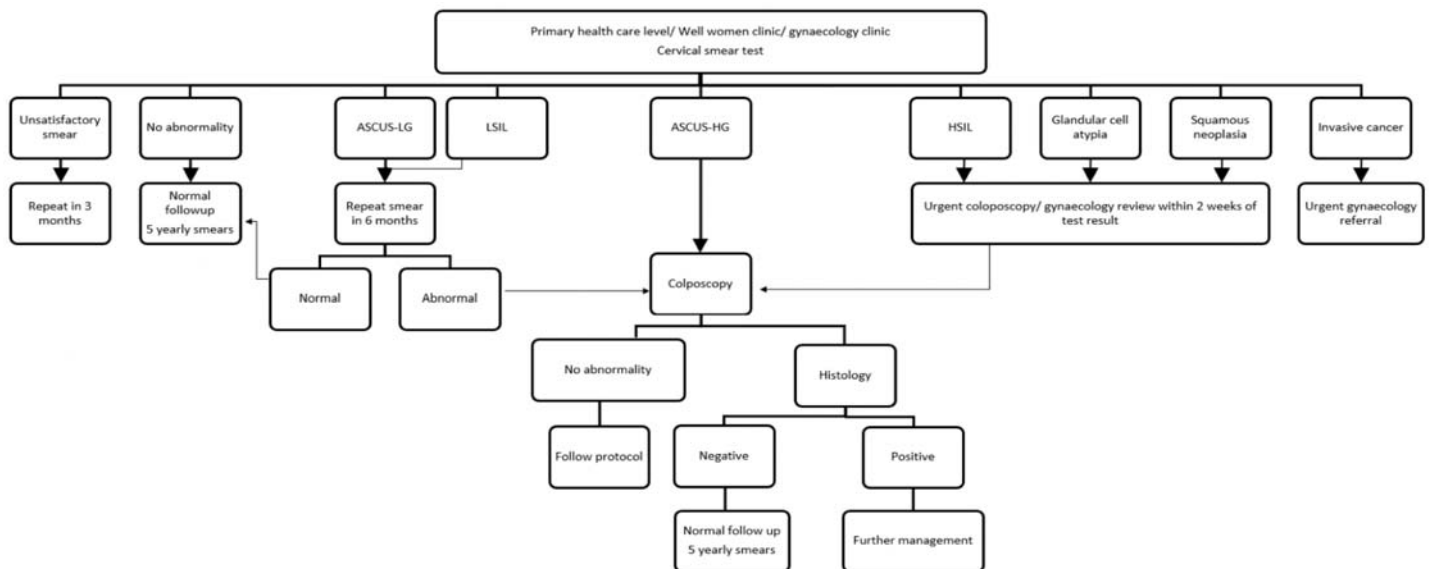 Primary health care level/ Well women clinic/ gynaecology clinic
Cervical smear test
Unsatisfactory
smear
No abnormality
ASCUS-LG
LSIL
ASCUS-HG
HSIL
Glandular cell
atypia
Squamous
neoplasia
Invasive cancer
Repeat in 3
months
Normal
followup
5 yearly smears
Repeat smear
in 6 months
Urgent coloposcopy/ gynaecology review within 2 weeks of
test result
Urgent gynaecology
referral
Normal
Abnormal
Colposcopy
No abnormality
Histology
Follow protocol
Negative
Positive
Normal follow up
5 yearly smears
Further management